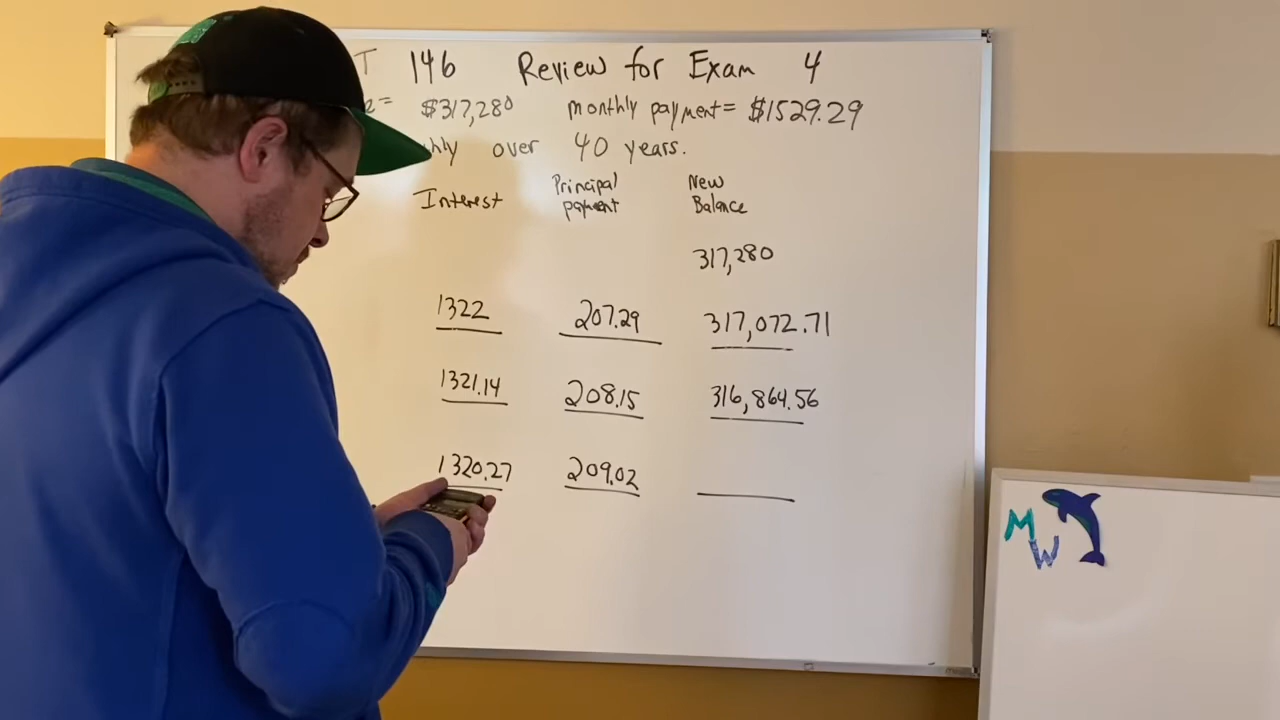 T 146 Review for Exam 4
= $317,280 monthly payment = $1529.29
hly over 40 years.
Interest Principal payment New Balance
317,280
1322 207.29 317,072.71
1321.14 208.15 316,864.56
1320.27 209.02
MW